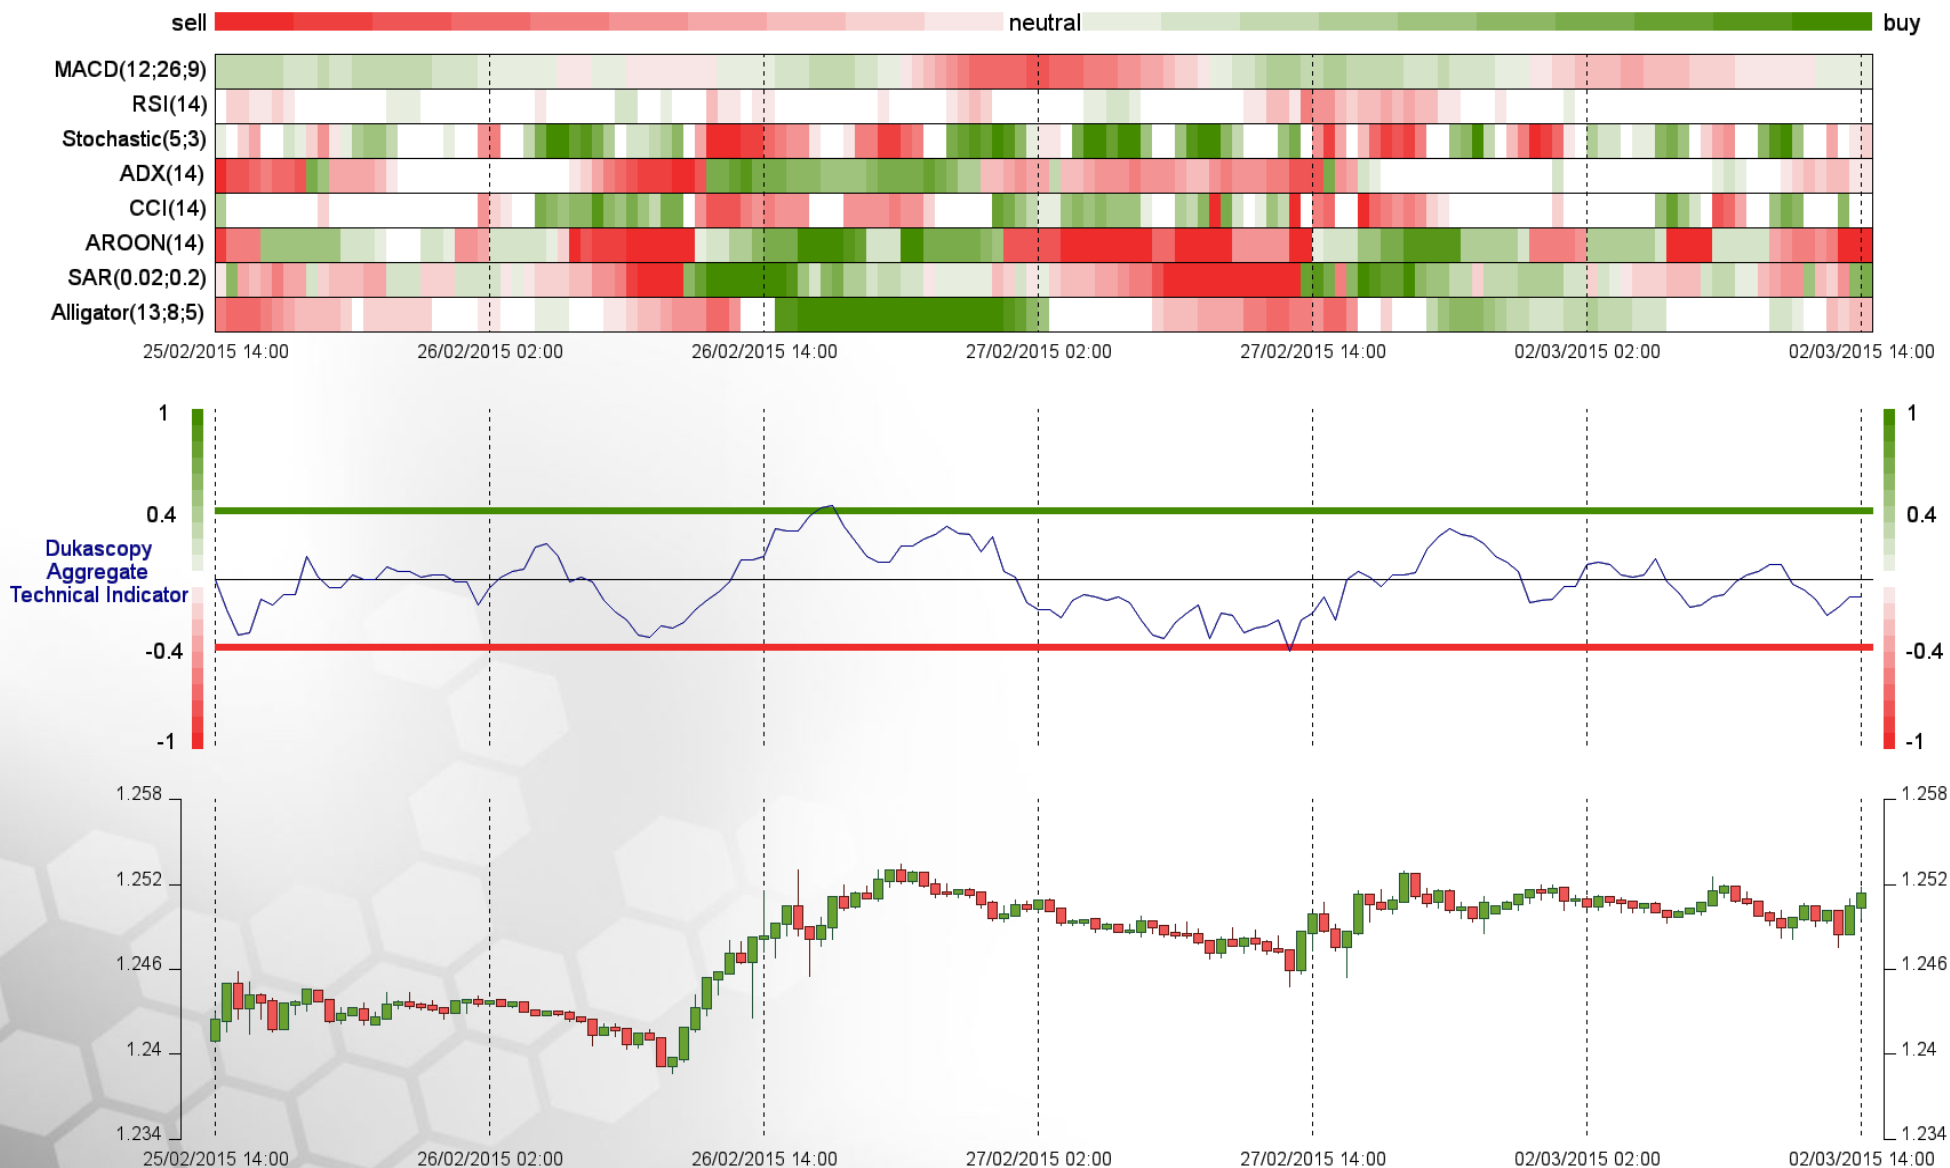 sell neutral buy
MACD(12;26;9)
RSI(14)
Stochastic(5;3)
ADX(14)
CCI(14)
AROON(14)
SAR(0.02;0.2)
Alligator(13;8;5)
25/02/2015 14:00 26/02/2015 02:00 26/02/2015 14:00 27/02/2015 02:00 27/02/2015 14:00 02/03/2015 02:00 02/03/2015 14:00
1 1
0.4 0.4
Dukascopy
Aggregate
Technical Indicator
-0.4 -0.4
-1 -1
1.258 1.258
1.252 1.252
1.246 1.246
1.24 1.24
1.234 1.234
25/02/2015 14:00 26/02/2015 02:00 26/02/2015 14:00 27/02/2015 02:00 27/02/2015 14:00 02/03/2015 02:00 02/03/2015 14:00